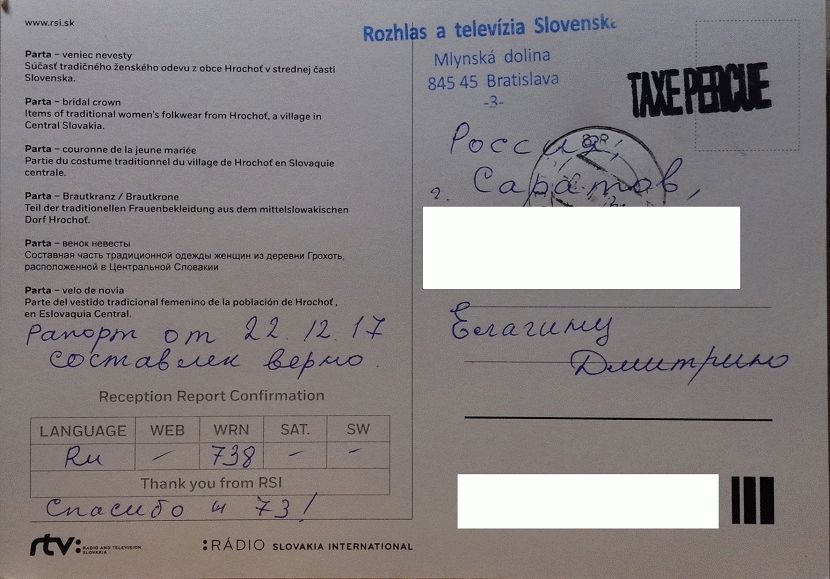 www.rsi.sk
Parta – veniec nevesty
Súčasť tradičného ženského odevu z obce Hrochoť v strednej časti
Slovenska.
Parta – bridal crown
Items of traditional women's folkwear from Hrochoť, a village in
Central Slovakia.
Parta – couronne de la jeune mariée
Partie du costume traditionnel du village de Hrochoť en Slovaquie
centrale.
Parta – Brautkranz / Brautkrone
Teil der traditionellen Frauenbekleidung aus dem mittelslowakischen
Dorf Hrochoť.
Parta – венок невесты
Составная часть традиционной одежды женщин из деревни Грохоть,
расположенной в Центральной Словакии
Parta – velo de novia
Parte del vestido tradicional femenino de la población de Hrochoť,
en Eslovaquia Central.
Рапорт от 22.12.17
составлен верно.
Reception Report Confirmation
LANGUAGE WEB WRN SAT. SW
Ru – 738 – –
Thank you from RSI
Спасибо и 73!
rtv: RADIO AND TELEVISION
SLOVAKIA
:RÁDIO SLOVAKIA INTERNATIONAL
Rozhlas a televízia Slovenska
Mlynská dolina
845 45 Bratislava
-3-
TAXE PERCUE
Россия,
г. Саратов,
Елагину
Дмитрию